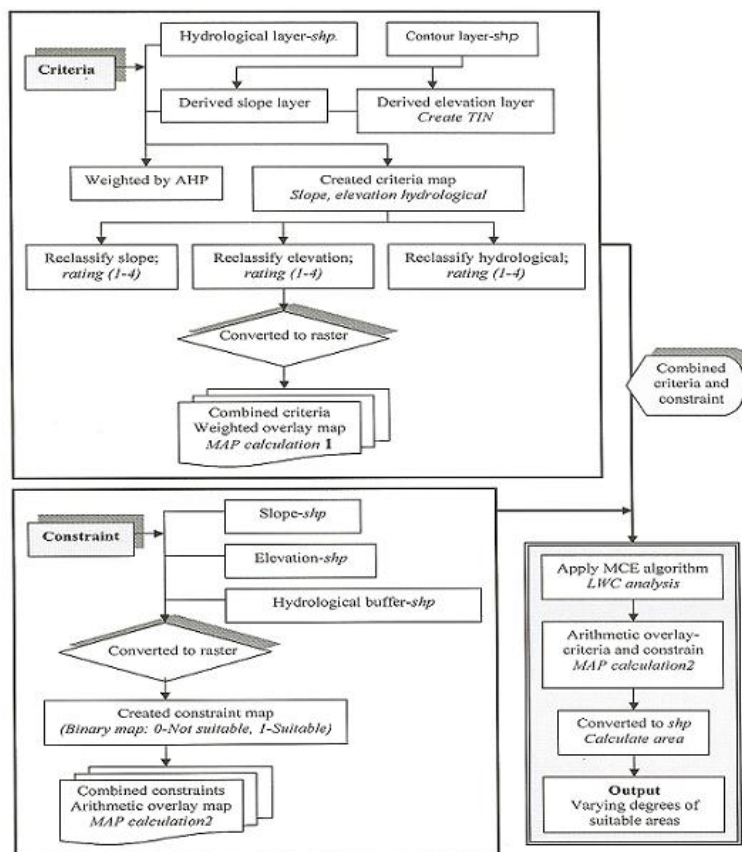 Hydrological layer-shp.
Contour layer-shp
Criteria
Derived slope layer
Derived elevation layer
Create TIN
Weighted by AHP
Created criteria map
Slope, elevation hydrological
Reclassify slope;
rating (1-4)
Reclassify elevation;
rating (1-4)
Reclassify hydrological;
rating (1-4)
Converted to raster
Combined criteria
Weighted overlay map
MAP calculation 1
Combined
criteria and
constraint
Constraint
Slope-shp
Elevation-shp
Hydrological buffer-shp
Converted to raster
Created constraint map
(Binary map: 0-Not suitable, 1-Suitable)
Combined constraints
Arithmetic overlay map
MAP calculation2
Apply MCE algorithm
LWC analysis
Arithmetic overlay-
criteria and constrain
MAP calculation2
Converted to shp
Calculate area
Output
Varying degrees of
suitable areas